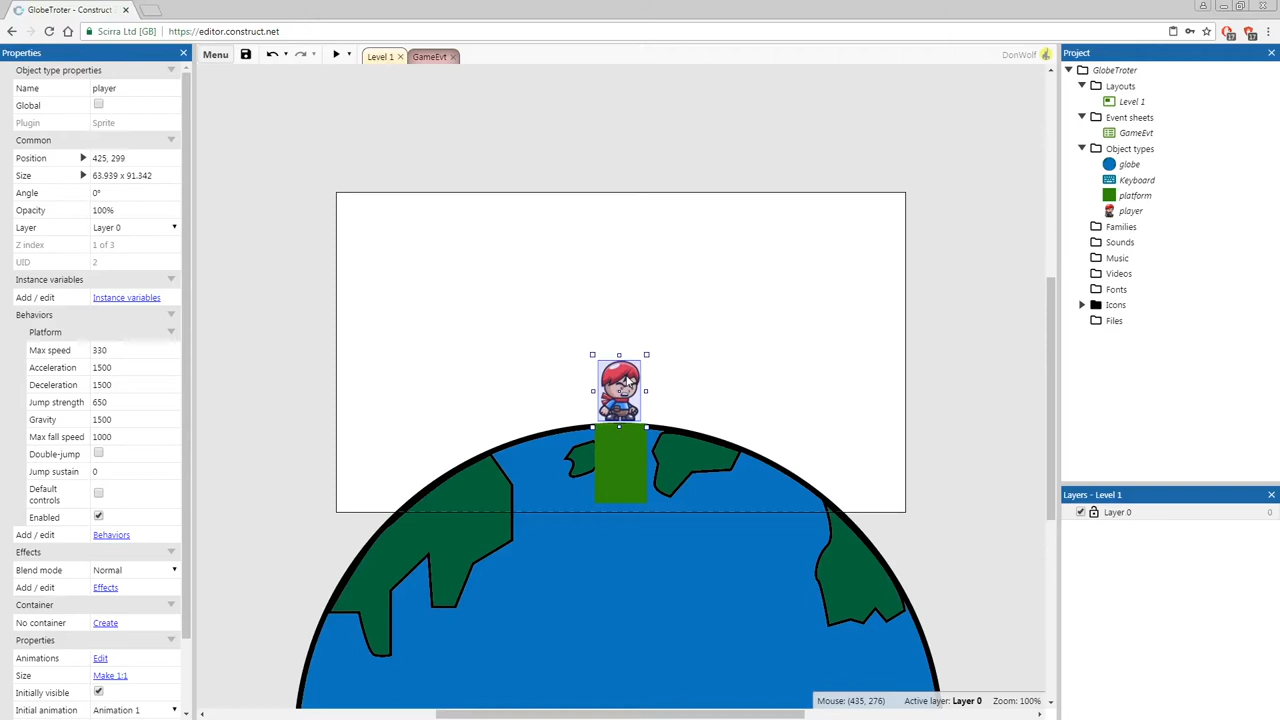 GlobeTroter - Construct
Scirra Ltd [GB]
https://editor.construct.net
Properties
Object type properties
Name player
Global
Plugin Sprite
Common
Position 425, 299
Size 63.939 x 91.342
Angle 0°
Opacity 100%
Layer Layer 0
Z index 1 of 3
UID 2
Instance variables
Add / edit Instance variables
Behaviors
Platform
Max speed 330
Acceleration 1500
Deceleration 1500
Jump strength 650
Gravity 1500
Max fall speed 1000
Double-jump
Jump sustain 0
Default
controls
Enabled
Add / edit Behaviors
Effects
Blend mode Normal
Add / edit Effects
Container
No container Create
Properties
Animations Edit
Size Make 1:1
Initially visible
Initial animation Animation 1
Menu
Level 1
GameEvt
DonWolf
Mouse: (435, 276) Active layer: Layer 0 Zoom: 100%
Project
GlobeTroter
Layouts
Level 1
Event sheets
GameEvt
Object types
globe
Keyboard
platform
player
Families
Sounds
Music
Videos
Fonts
Icons
Files
Layers - Level 1
Layer 0 0